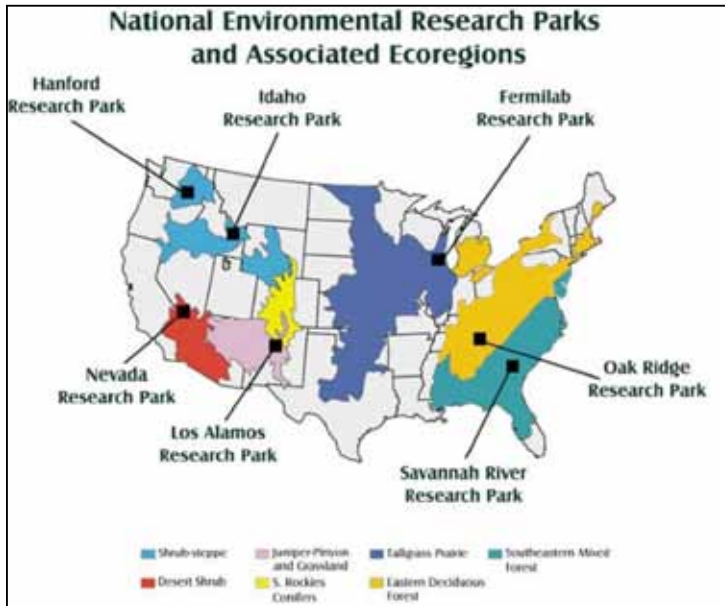 National Environmental Research Parks
and Associated Ecoregions
Hanford
Research Park
Idaho
Research Park
Fermilab
Research Park
Nevada
Research Park
Los Alamos
Research Park
Oak Ridge
Research Park
Savannah River
Research Park
Shrub-steppe
Juniper-Pinyon
and Grassland
Tallgrass Prairie
Southeastern Mixed
Forest
Desert Shrub
S. Rockies
Conifers
Eastern Deciduous
Forest